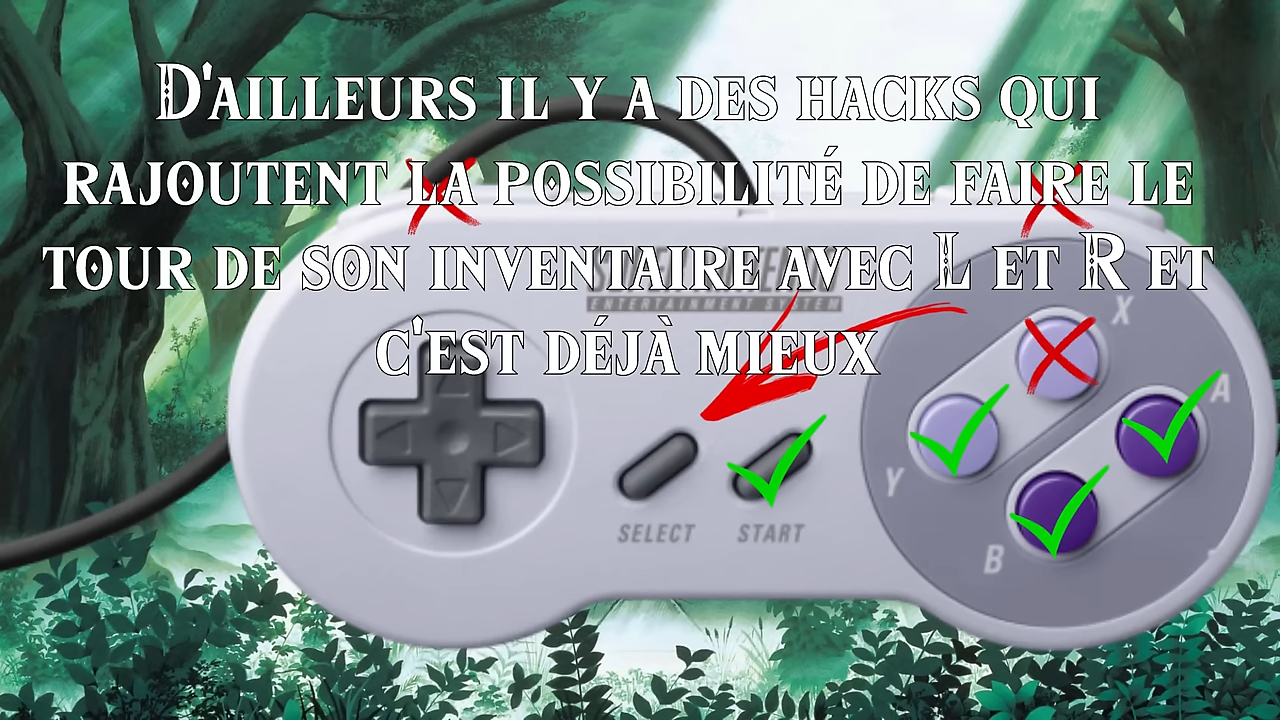 D'ailleurs il y a des hacks qui
rajoutent la possibilité de faire le
tour de son inventaire avec L et R et
c'est déjà mieux
ENTERTAINMENT SYSTEM
X
A
Y
B
SELECT
START